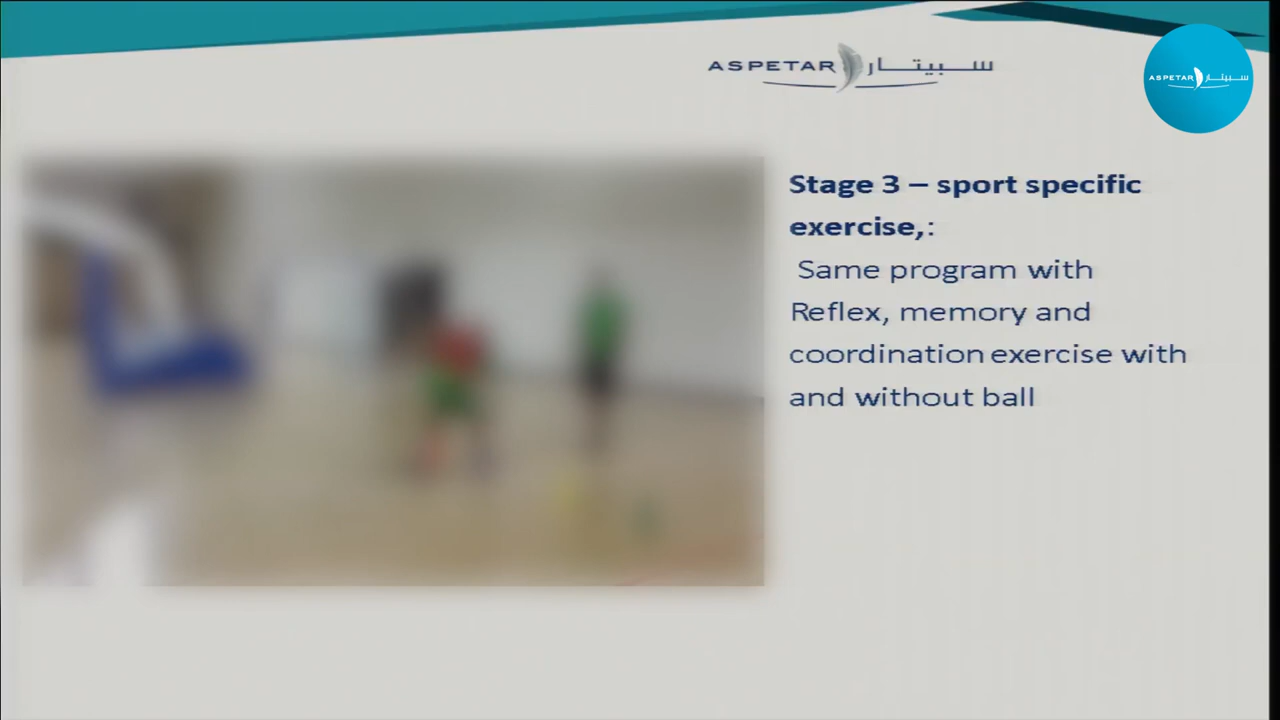 ASPETAR سبيتار
ASPETAR سبيتار
Stage 3 – sport specific
exercise,:
Same program with
Reflex, memory and
coordination exercise with
and without ball